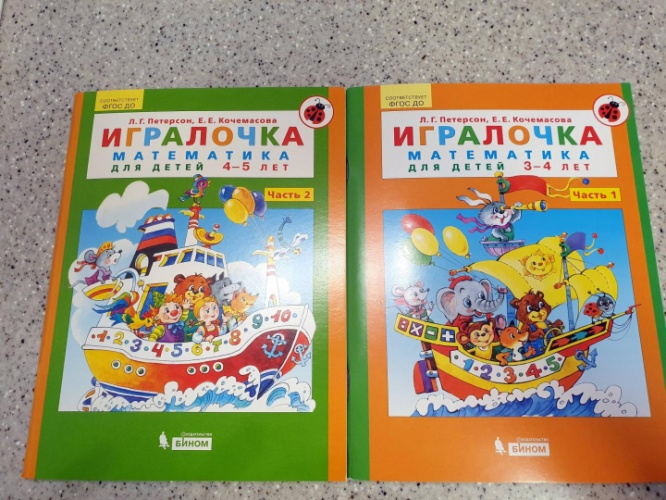 СООТВЕТСТВУЕТ
ФГОС ДО
Л. Г. Петерсон, Е. Е. Кочемасова
ИГРАЛОЧКА
МАТЕМАТИКА
ДЛЯ ДЕТЕЙ 4–5 ЛЕТ
Часть 2
1 2 3 4 5 6 7 8 9 10
Издательство
БИНОМ
СООТВЕТСТВУЕТ
ФГОС ДО
Л. Г. Петерсон, Е. Е. Кочемасова
ИГРАЛОЧКА
МАТЕМАТИКА
ДЛЯ ДЕТЕЙ 3–4 ЛЕТ
Часть 1
× − + ÷
1 2 3 4 5
Издательство
БИНОМ